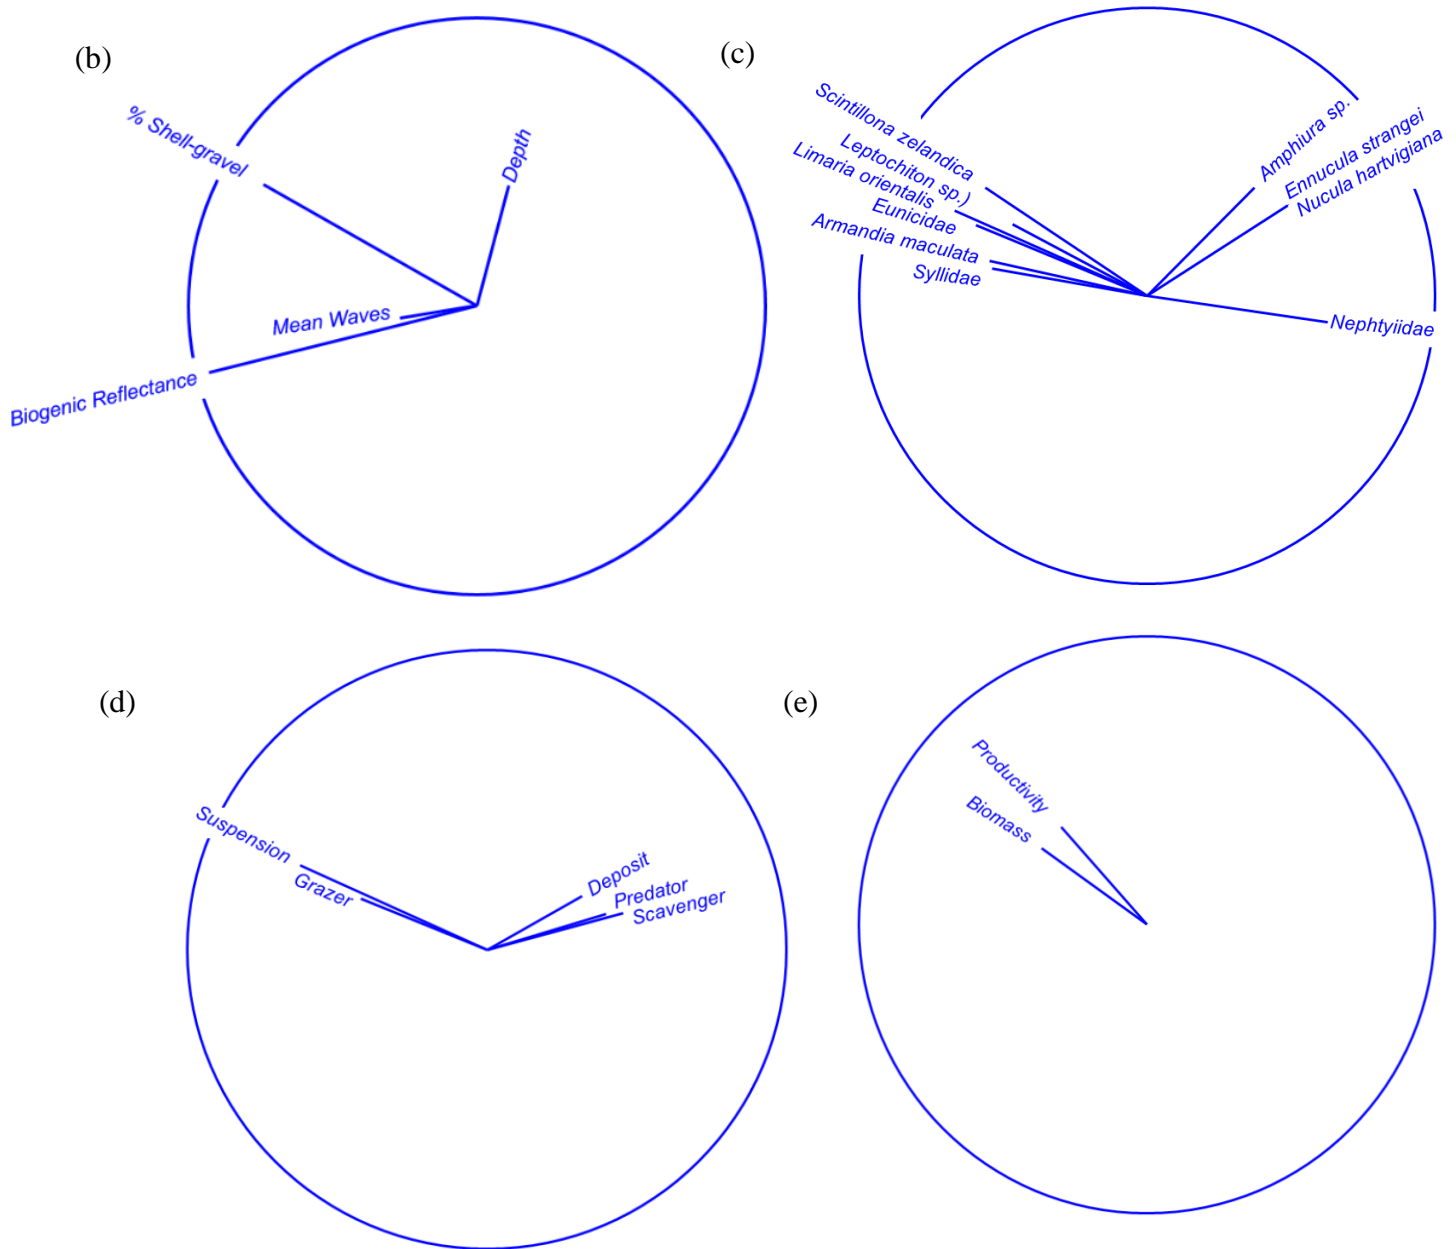 (b)
% Shell-gravel
Depth
Mean Waves
Biogenic Reflectance
(c)
Scintillona zelandica
Leptochiton sp.)
Limaria orientalis
Eunicidae
Armandia maculata
Syllidae
Amphiura sp.
Ennucula strangei
Nucula hartvigiana
Nephtyiidae
(d)
Suspension
Grazer
Deposit
Predator
Scavenger
(e)
Productivity
Biomass